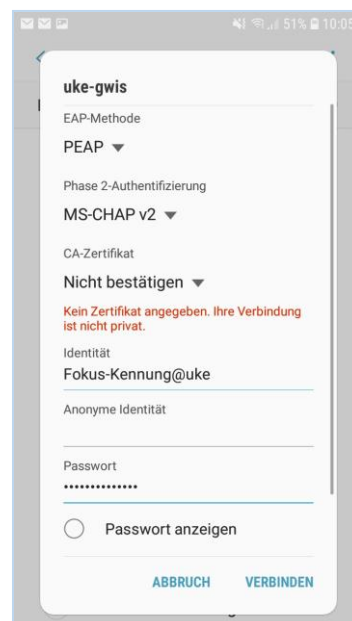 51% 10:05
uke-gwis
EAP-Methode
PEAP
Phase 2-Authentifizierung
MS-CHAP v2
CA-Zertifikat
Nicht bestätigen
Kein Zertifikat angegeben. Ihre Verbindung
ist nicht privat.
Identität
Fokus-Kennung@uke
Anonyme Identität
Passwort
••••••••••••••
Passwort anzeigen
ABBRUCH VERBINDEN